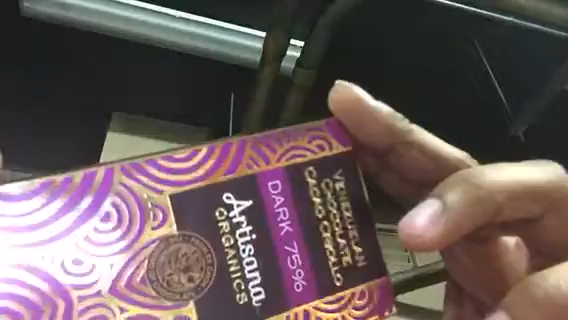 Artisana
ORGANICS
DARK 75%
VENEZUELAN
CHOCOLATE
CACAO CRIOLLO